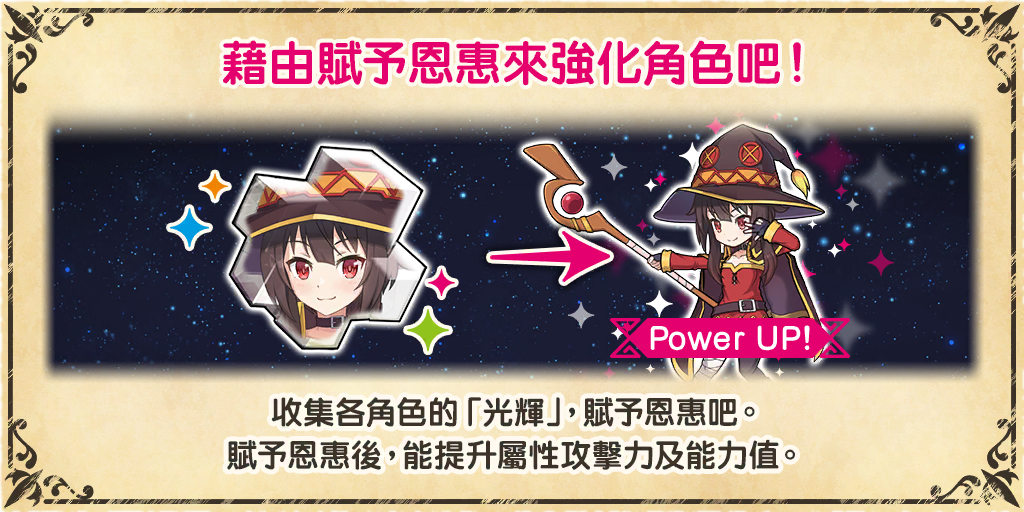 藉由賦予恩惠來強化角色吧！
Power UP!
收集各角色的「光輝」，賦予恩惠吧。
賦予恩惠後，能提升屬性攻擊力及能力值。